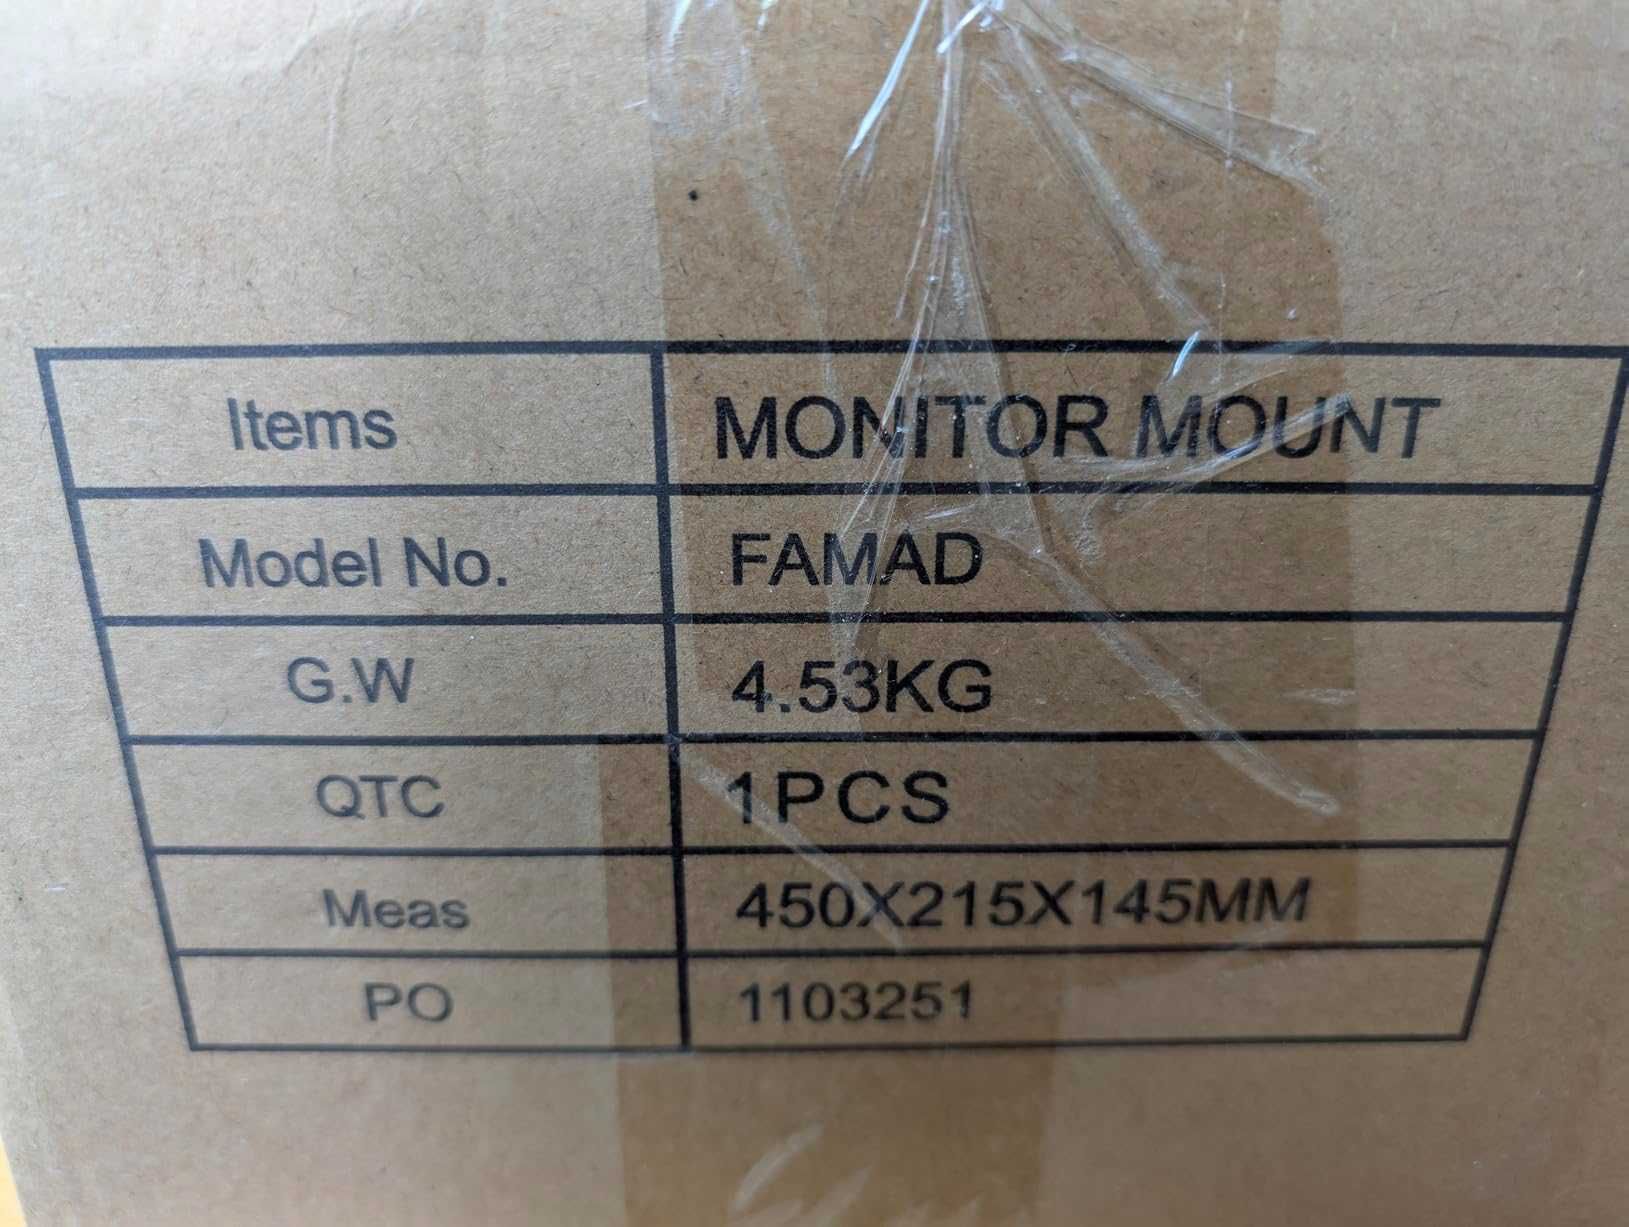 Items MONITOR MOUNT
Model No. FAMAD
G.W 4.53KG
QTC 1PCS
Meas 450X215X145MM
PO 1103251